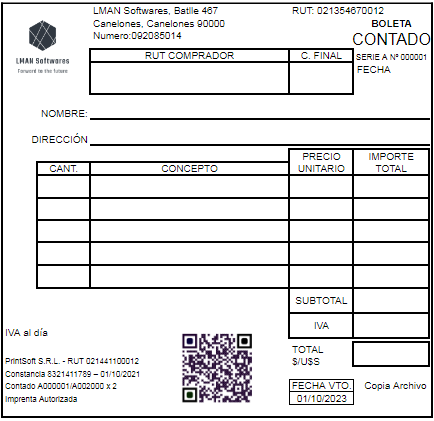 LMAN Softwares, Batlle 467
Canelones, Canelones 90000
Numero:092085014
RUT: 021354670012
BOLETA
CONTADO
SERIE A Nº 000001
FECHA
LMAN Softwares
Forword to the future
RUT COMPRADOR
C. FINAL
NOMBRE:
DIRECCIÓN
CANT.
CONCEPTO
PRECIO UNITARIO
IMPORTE TOTAL
SUBTOTAL
IVA
TOTAL
$/U$S
IVA al día
PrintSoft S.R.L. - RUT 021441100012
Constancia 8321411789 – 01/10/2021
Contado A000001/A002000 x 2
Imprenta Autorizada
FECHA VTO.
01/10/2023
Copia Archivo